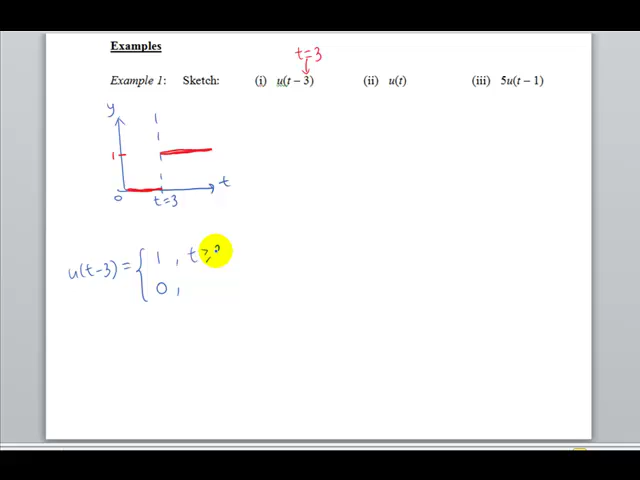 Examples
t=3
Example 1: Sketch: (i) u(t – 3) (ii) u(t) (iii) 5u(t – 1)
y
1
t
0
t=3
u(t-3) = { 1 , t ≥
0 ,